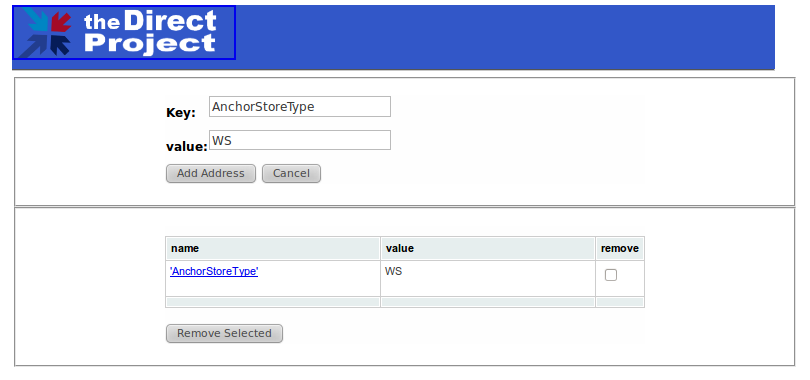 the Direct
Project
Key: AnchorStoreType
value: WS
Add Address Cancel
name value remove
'AnchorStoreType' WS
Remove Selected